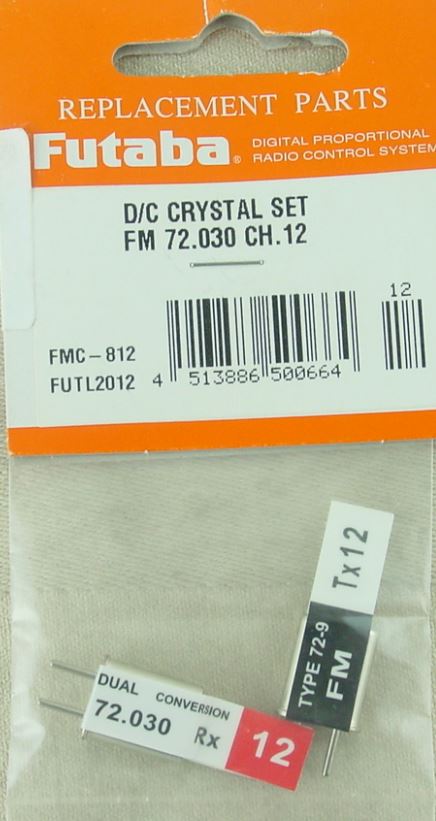 REPLACEMENT PARTS
Futaba®
DIGITAL PROPORTIONAL
RADIO CONTROL SYSTEM
D/C CRYSTAL SET
FM 72.030 CH.12
12
FMC-812
FUTL2012
4 513886 500664
Tx12
TYPE 72-9
FM
DUAL CONVERSION
72.030 Rx
12